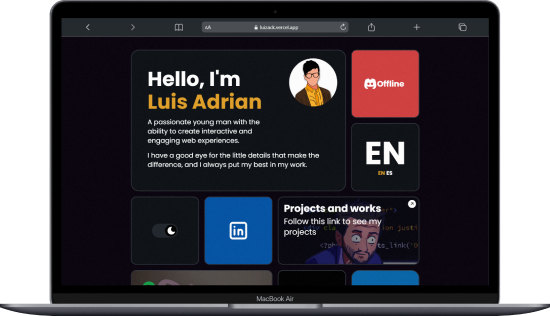 AA
luizadr.vercel.app
Hello, I'm
Luis Adrian
A passionate young man with the
ability to create interactive and
engaging web experiences.
I have a good eye for the little details that make the
difference, and I always put my best in my work.
Offline
EN
EN ES
in
Projects and works
Follow this link to see my
projects
MacBook Air